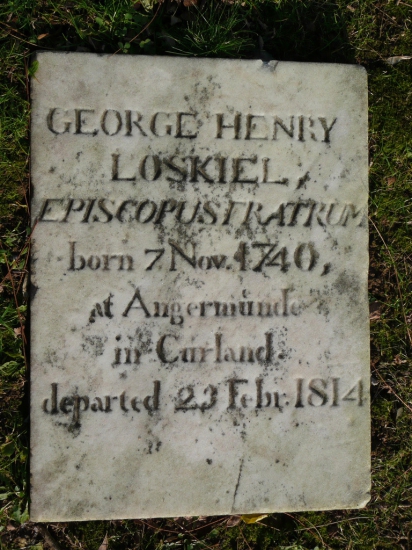 GEORGE HENRY
LOSKIEL,
EPISCOPUS FRATRUM
born 7 Nov. 1740,
at Angermünde
in Curland.
departed 23 Febr. 1814